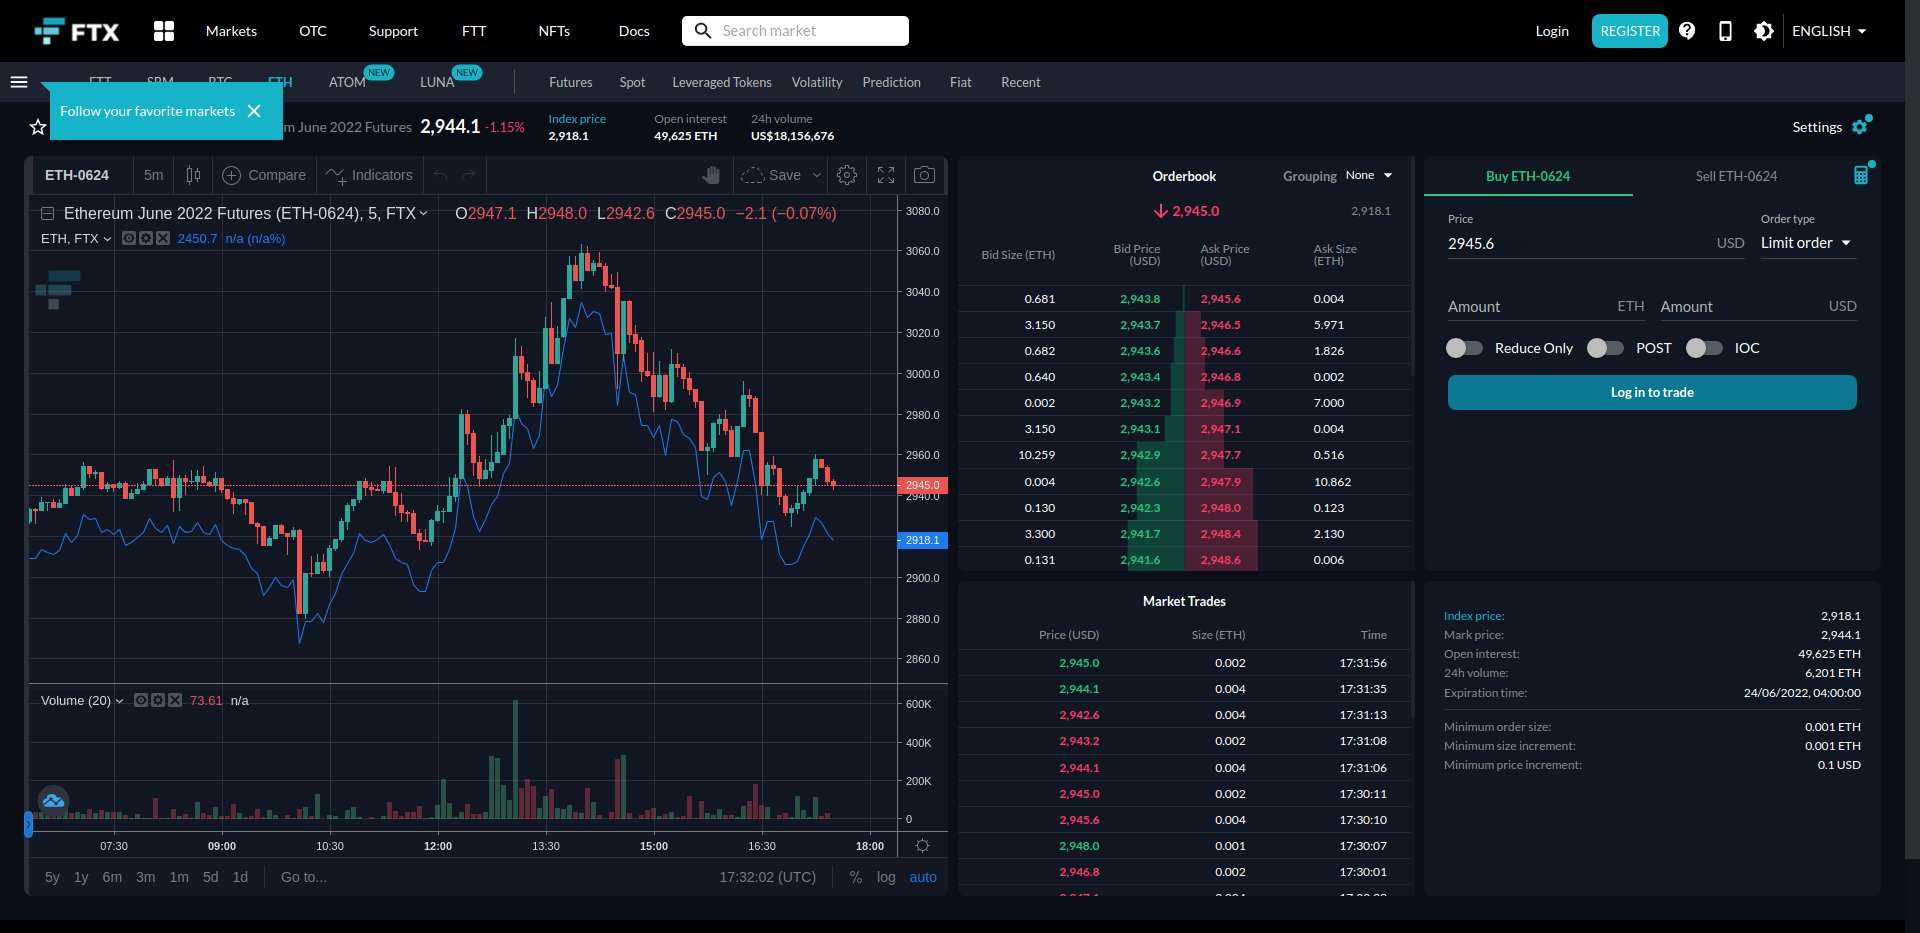 FTX Markets OTC Support FTT NFTs Docs Search market Login REGISTER ENGLISH
ETH ATOM NEW LUNA NEW Futures Spot Leveraged Tokens Volatility Prediction Fiat Recent
Follow your favorite markets
June 2022 Futures 2,944.1 -1.15%
Index price
2,918.1
Open interest
49,625 ETH
24h volume
US$18,156,676
Settings
ETH-0624 5m Compare Indicators Save
Ethereum June 2022 Futures (ETH-0624), 5, FTX O2947.1 H2948.0 L2942.6 C2945.0 −2.1 (−0.07%)
ETH, FTX 2450.7 n/a (n/a%)
3080.0
3060.0
3040.0
3020.0
3000.0
2980.0
2960.0
2945.0
2940.0
2918.1
2900.0
2880.0
2860.0
Volume (20) 73.61 n/a
600K
400K
200K
0
07:30 09:00 10:30 12:00 13:30 15:00 16:30 18:00
5y 1y 6m 3m 1m 5d 1d Go to... 17:32:02 (UTC) % log auto
Orderbook Grouping None
2,945.0 2,918.1
Bid Size (ETH) Bid Price (USD) Ask Price (USD) Ask Size (ETH)
0.681 2,943.8 2,945.6 0.004
3.150 2,943.7 2,946.5 5.971
0.682 2,943.6 2,946.6 1.826
0.640 2,943.4 2,946.8 0.002
0.002 2,943.2 2,946.9 7.000
3.150 2,943.1 2,947.1 0.004
10.259 2,942.9 2,947.7 0.516
0.004 2,942.6 2,947.9 10.862
0.130 2,942.3 2,948.0 0.123
3.300 2,941.7 2,948.4 2.130
0.131 2,941.6 2,948.6 0.006
Market Trades
Price (USD) Size (ETH) Time
2,945.0 0.002 17:31:56
2,944.1 0.004 17:31:35
2,942.6 0.004 17:31:13
2,943.2 0.002 17:31:08
2,944.1 0.004 17:31:06
2,945.0 0.002 17:30:11
2,945.6 0.004 17:30:10
2,948.0 0.001 17:30:07
2,946.8 0.002 17:30:01
Buy ETH-0624 Sell ETH-0624
Price Order type
2945.6 USD Limit order
Amount ETH Amount USD
Reduce Only POST IOC
Log in to trade
Index price: 2,918.1
Mark price: 2,944.1
Open interest: 49,625 ETH
24h volume: 6,201 ETH
Expiration time: 24/06/2022, 04:00:00
Minimum order size: 0.001 ETH
Minimum size increment: 0.001 ETH
Minimum price increment: 0.1 USD